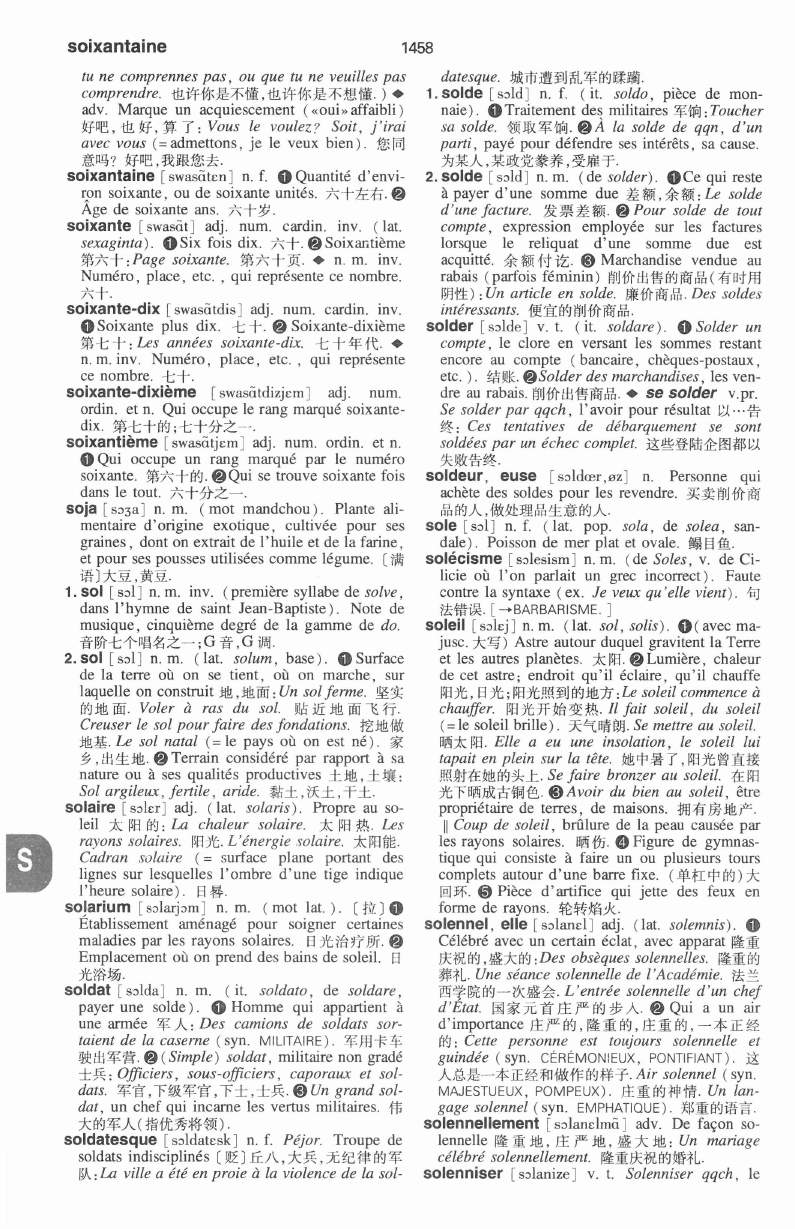 soixantaine
1458
tu ne comprennes pas, ou que tu ne veuilles pas
comprendre. 也许你是不懂,也许你是不想懂. ) ◆
adv. Marque un acquiescement («oui» affaibli)
好吧,也好,算了: Vous le voulez? Soit, j'irai
avec vous (= admettons, je le veux bien). 您同
意吗? 好吧,我跟您去.
soixantaine [swasɑ̃tɛn] n. f. ❶ Quantité d'envi-
ron soixante, ou de soixante unités. 六十左右. ❷
Âge de soixante ans. 六十岁.
soixante [swasɑ̃t] adj. num. cardin. inv. (lat.
sexaginta). ❶ Six fois dix. 六十. ❷ Soixantième
第六十: Page soixante. 第六十页. ◆ n. m. inv.
Numéro, place, etc., qui représente ce nombre.
六十.
soixante-dix [swasɑ̃tdis] adj. num. cardin. inv.
❶ Soixante plus dix. 七十. ❷ Soixante-dixième
第七十: Les années soixante-dix. 七十年代. ◆
n. m. inv. Numéro, place, etc., qui représente
ce nombre. 七十.
soixante-dixième [swasɑ̃tdizjɛm] adj. num.
ordin. et n. Qui occupe le rang marqué soixante-
dix. 第七十的;七十分之一.
soixantième [swasɑ̃tjɛm] adj. num. ordin. et n.
❶ Qui occupe un rang marqué par le numéro
soixante. 第六十的. ❷ Qui se trouve soixante fois
dans le tout. 六十分之一.
soja [sɔʒa] n. m. (mot mandchou). Plante ali-
mentaire d'origine exotique, cultivée pour ses
graines, dont on extrait de l'huile et de la farine,
et pour ses pousses utilisées comme légume. 〔满
语〕大豆,黄豆.
1. sol [sɔl] n. m. inv. (première syllabe de solve,
dans l'hymne de saint Jean-Baptiste). Note de
musique, cinquième degré de la gamme de do.
音阶七个唱名之一;G音,G调.
2. sol [sɔl] n. m. (lat. solum, base). ❶ Surface
de la terre où on se tient, où on marche, sur
laquelle on construit 地,地面: Un sol ferme. 坚实
的地面. Voler à ras du sol. 贴近地面飞行.
Creuser le sol pour faire des fondations. 挖地做
地基. Le sol natal (= le pays où on est né). 家
乡,出生地. ❷ Terrain considéré par rapport à sa
nature ou à ses qualités productives 土地,土壤:
Sol argileux, fertile, aride. 黏土,沃土,干土.
solaire [sɔlɛr] adj. (lat. solaris). Propre au so-
leil 太阳的: La chaleur solaire. 太阳热. Les
rayons solaires. 阳光. L'énergie solaire. 太阳能.
Cadran solaire (= surface plane portant des
lignes sur lesquelles l'ombre d'une tige indique
l'heure solaire). 日晷.
solarium [sɔlarjɔm] n. m. (mot lat.). 〔拉〕❶
Établissement aménagé pour soigner certaines
maladies par les rayons solaires. 日光治疗所. ❷
Emplacement où on prend des bains de soleil. 日
光浴场.
soldat [sɔlda] n. m. (it. soldato, de soldare,
payer une solde). ❶ Homme qui appartient à
une armée 军人: Des camions de soldats sor-
taient de la caserne (syn. MILITAIRE). 军用卡车
驶出军营. ❷ (Simple) soldat, militaire non gradé
士兵: Officiers, sous-officiers, caporaux et sol-
dats. 军官,下级军官,下士,士兵. ❸ Un grand sol-
dat, un chef qui incarne les vertus militaires. 伟
大的军人(指优秀将领).
soldatesque [sɔldatɛsk] n. f. Péjor. Troupe de
soldats indisciplinés 〔贬〕丘八,大兵,无纪律的军
队: La ville a été en proie à la violence de la sol-
datesque. 城市遭到乱军的蹂躏.
1. solde [sɔld] n. f. (it. soldo, pièce de mon-
naie). ❶ Traitement des militaires 军饷: Toucher
sa solde. 领取军饷. ❷ À la solde de qqn, d'un
parti, payé pour défendre ses intérêts, sa cause.
为某人,某政党豢养,受雇于.
2. solde [sɔld] n. m. (de solder). ❶ Ce qui reste
à payer d'une somme due 差额,余额: Le solde
d'une facture. 发票差额. ❷ Pour solde de tout
compte, expression employée sur les factures
lorsque le reliquat d'une somme due est
acquitté. 余额付讫. ❸ Marchandise vendue au
rabais (parfois féminin) 削价出售的商品(有时用
阴性): Un article en solde. 廉价商品. Des soldes
intéressants. 便宜的削价商品.
solder [sɔlde] v. t. (it. soldare). ❶ Solder un
compte, le clore en versant les sommes restant
encore au compte (bancaire, chèques-postaux,
etc.). 结账. ❷ Solder des marchandises, les ven-
dre au rabais. 削价出售商品. ◆ se solder v.pr.
Se solder par qqch, l'avoir pour résultat 以…告
终: Ces tentatives de débarquement se sont
soldées par un échec complet. 这些登陆企图都以
失败告终.
soldeur, euse [sɔldœr,øz] n. Personne qui
achète des soldes pour les revendre. 买卖削价商
品的人,做处理品生意的人.
sole [sɔl] n. f. (lat. pop. sola, de solea, san-
dale). Poisson de mer plat et ovale. 鳎目鱼.
solécisme [sɔlesism] n. m. (de Soles, v. de Ci-
licie où l'on parlait un grec incorrect). Faute
contre la syntaxe (ex. Je veux qu'elle vient). 句
法错误. [→BARBARISME.]
soleil [sɔlɛj] n. m. (lat. sol, solis). ❶ (avec ma-
jusc. 大写) Astre autour duquel gravitent la Terre
et les autres planètes. 太阳. ❷ Lumière, chaleur
de cet astre; endroit qu'il éclaire, qu'il chauffe
阳光,日光;阳光照到的地方: Le soleil commence à
chauffer. 阳光开始变热. Il fait soleil, du soleil
(= le soleil brille). 天气晴朗. Se mettre au soleil.
晒太阳. Elle a eu une insolation, le soleil lui
tapait en plein sur la tête. 她中暑了,阳光曾直接
照射在她的头上. Se faire bronzer au soleil. 在阳
光下晒成古铜色. ❸ Avoir du bien au soleil, être
propriétaire de terres, de maisons. 拥有房地产.
‖ Coup de soleil, brûlure de la peau causée par
les rayons solaires. 晒伤. ❹ Figure de gymnas-
tique qui consiste à faire un ou plusieurs tours
complets autour d'une barre fixe. (单杠中的)大
回环. ❺ Pièce d'artifice qui jette des feux en
forme de rayons. 轮转焰火.
solennel, elle [sɔlanɛl] adj. (lat. solemnis). ❶
Célébré avec un certain éclat, avec apparat 隆重
庆祝的,盛大的: Des obsèques solennelles. 隆重的
葬礼. Une séance solennelle de l'Académie. 法兰
西学院的一次盛会. L'entrée solennelle d'un chef
d'État. 国家元首庄严的步入. ❷ Qui a un air
d'importance 庄严的,隆重的,庄重的,一本正经
的: Cette personne est toujours solennelle et
guindée (syn. CÉRÉMONIEUX, PONTIFIANT). 这
人总是一本正经和做作的样子. Air solennel (syn.
MAJESTUEUX, POMPEUX). 庄重的神情. Un lan-
gage solennel (syn. EMPHATIQUE). 郑重的语言.
solennellement [sɔlanɛlmɑ̃] adv. De façon so-
lennelle 隆重地,庄严地,盛大地: Un mariage
célébré solennellement. 隆重庆祝的婚礼.
solenniser [sɔlanize] v. t. Solenniser qqch, le
S